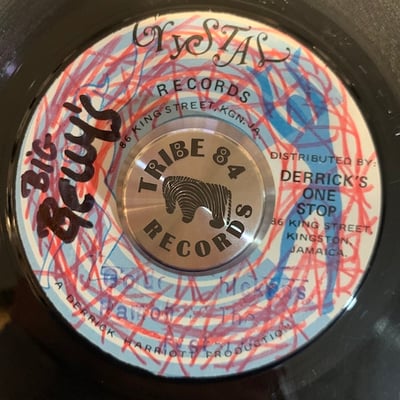 CRYSTAL
RECORDS
86 KING STREET, KGN. JA.
BIG
TRIBE 84
RECORDS
DISTRIBUTED BY:
DERRICK'S
ONE
STOP
86 KING STREET,
KINGSTON,
JAMAICA.
The
A DERRICK HARRIOTT PRODUCTION